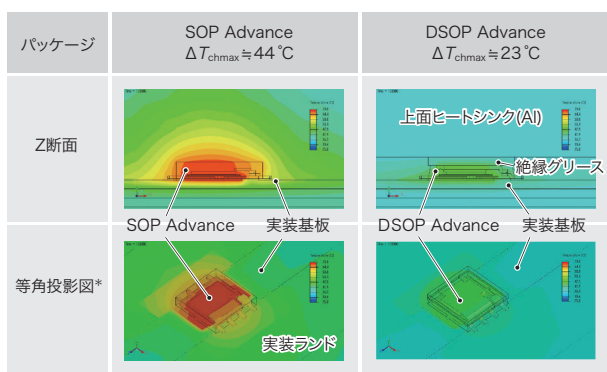 パッケージ
SOP Advance
ΔTchmax≒44℃
DSOP Advance
ΔTchmax≒23℃
Z断面
上面ヒートシンク(Al)
絶縁グリース
SOP Advance
実装基板
DSOP Advance
実装基板
等角投影図*
実装ランド